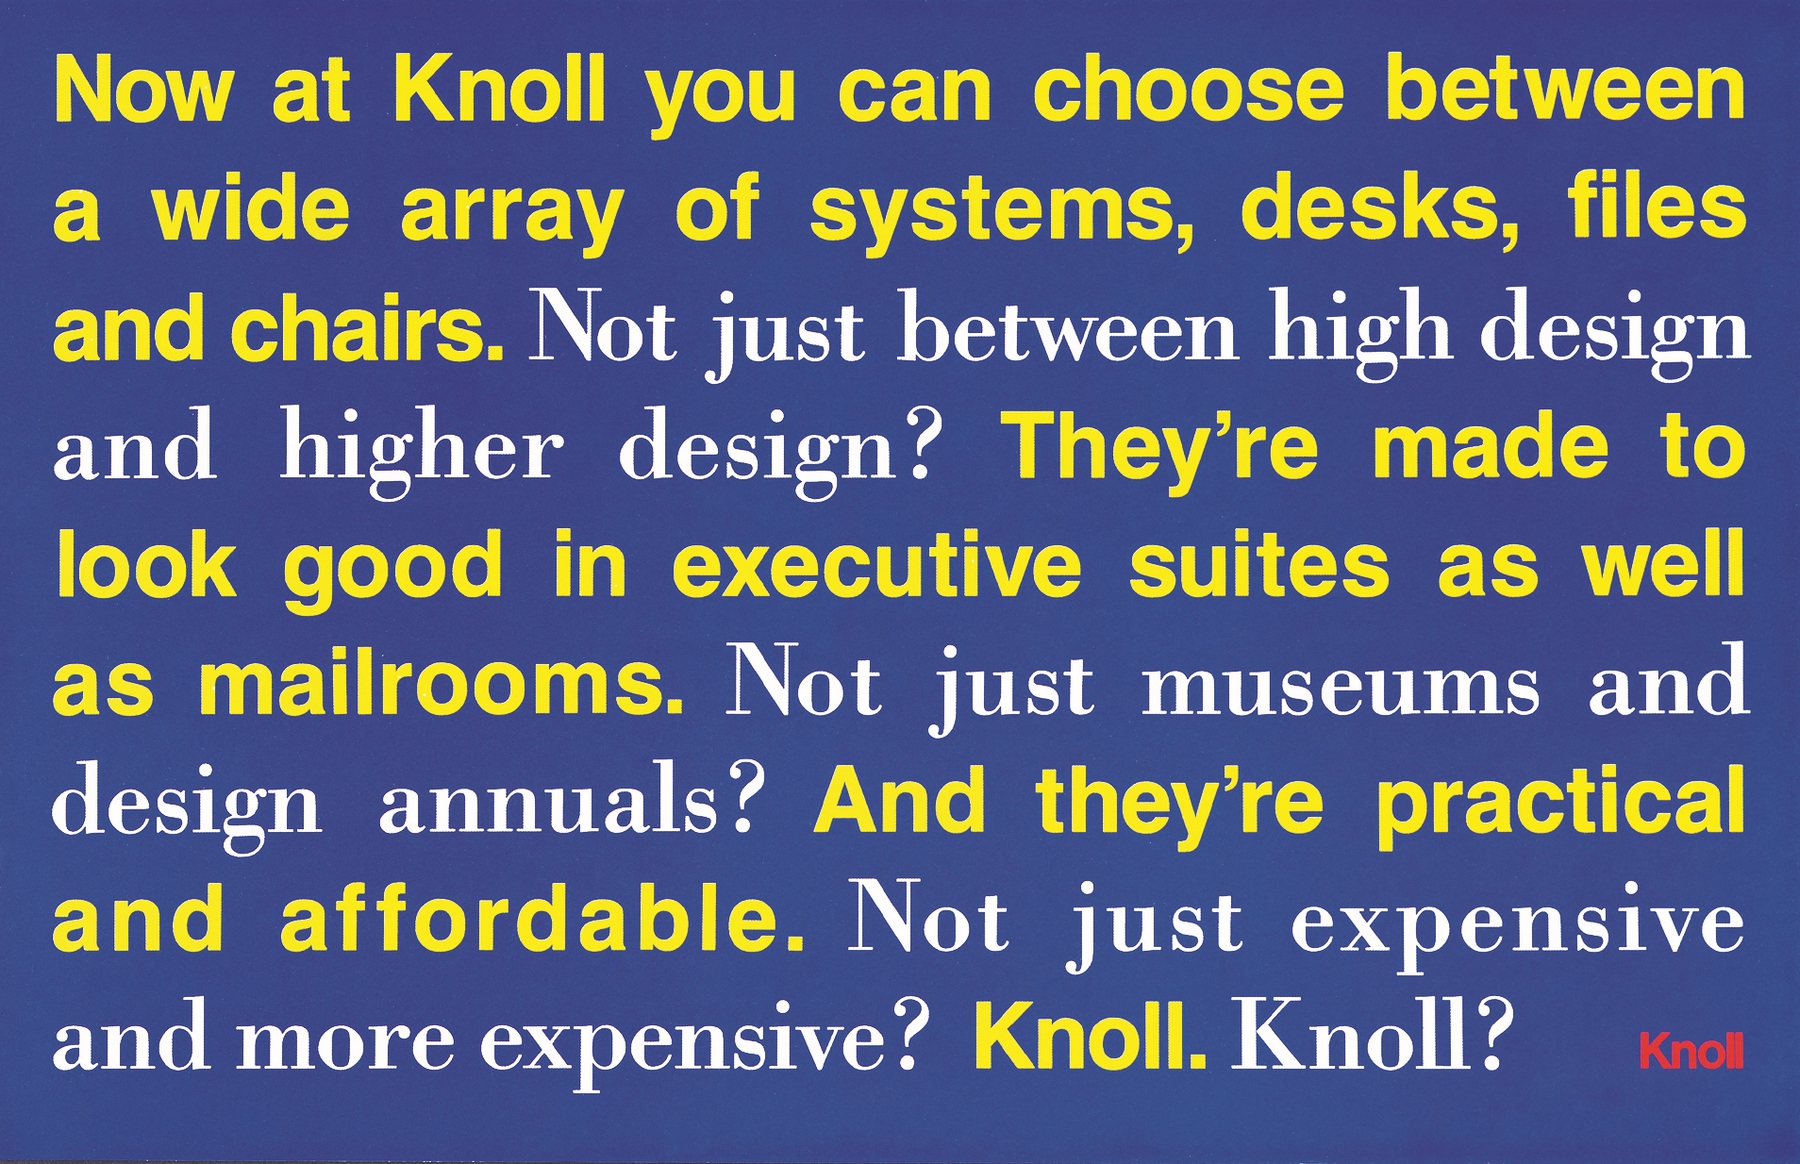 Now at Knoll you can choose between
a wide array of systems, desks, files
and chairs. Not just between high design
and higher design? They’re made to
look good in executive suites as well
as mailrooms. Not just museums and
design annuals? And they’re practical
and affordable. Not just expensive
and more expensive? Knoll. Knoll? Knoll